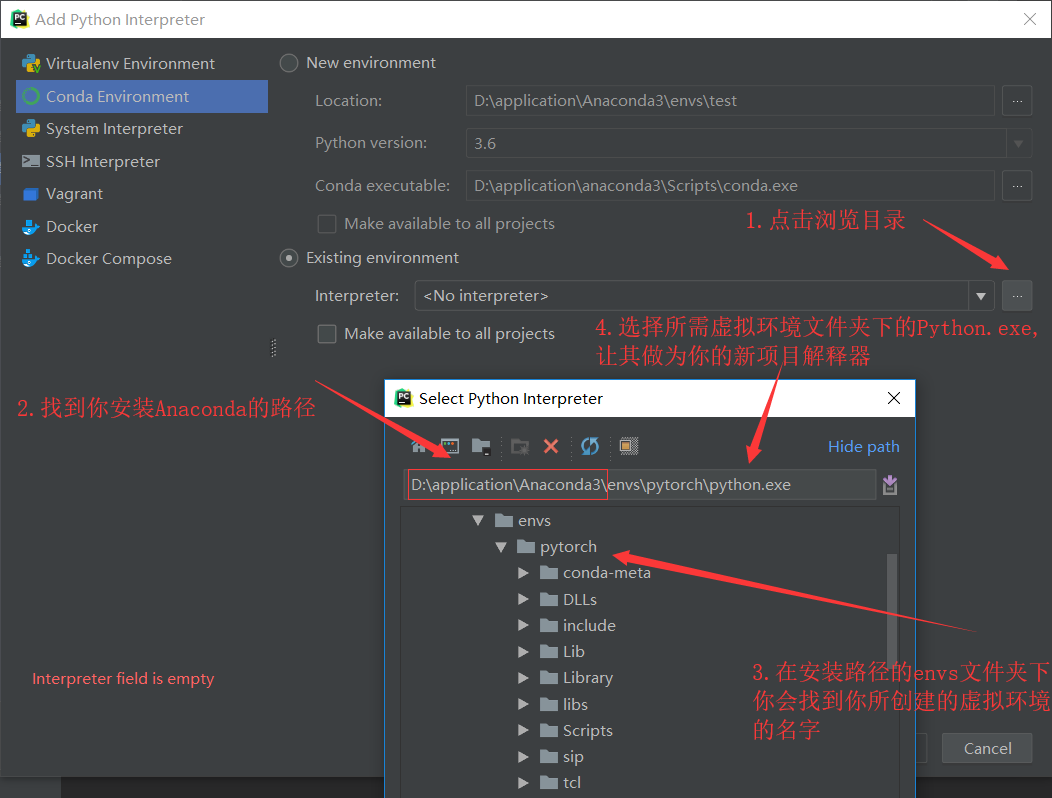 Add Python Interpreter
Virtualenv Environment
Conda Environment
System Interpreter
SSH Interpreter
Vagrant
Docker
Docker Compose
New environment
Location: D:\application\Anaconda3\envs\test ...
Python version: 3.6
Conda executable: D:\application\anaconda3\Scripts\conda.exe ...
Make available to all projects
1.点击浏览目录
Existing environment
Interpreter: <No interpreter> ...
Make available to all projects
4.选择所需虚拟环境文件夹下的Python.exe,
让其做为你的新项目解释器
2.找到你安装Anaconda的路径
Select Python Interpreter
Hide path
D:\application\Anaconda3\envs\pytorch\python.exe
envs
pytorch
conda-meta
DLLs
include
Lib
Library
libs
Scripts
sip
tcl
3.在安装路径的envs文件夹下
你会找到你所创建的虚拟环境
的名字
Interpreter field is empty
Cancel